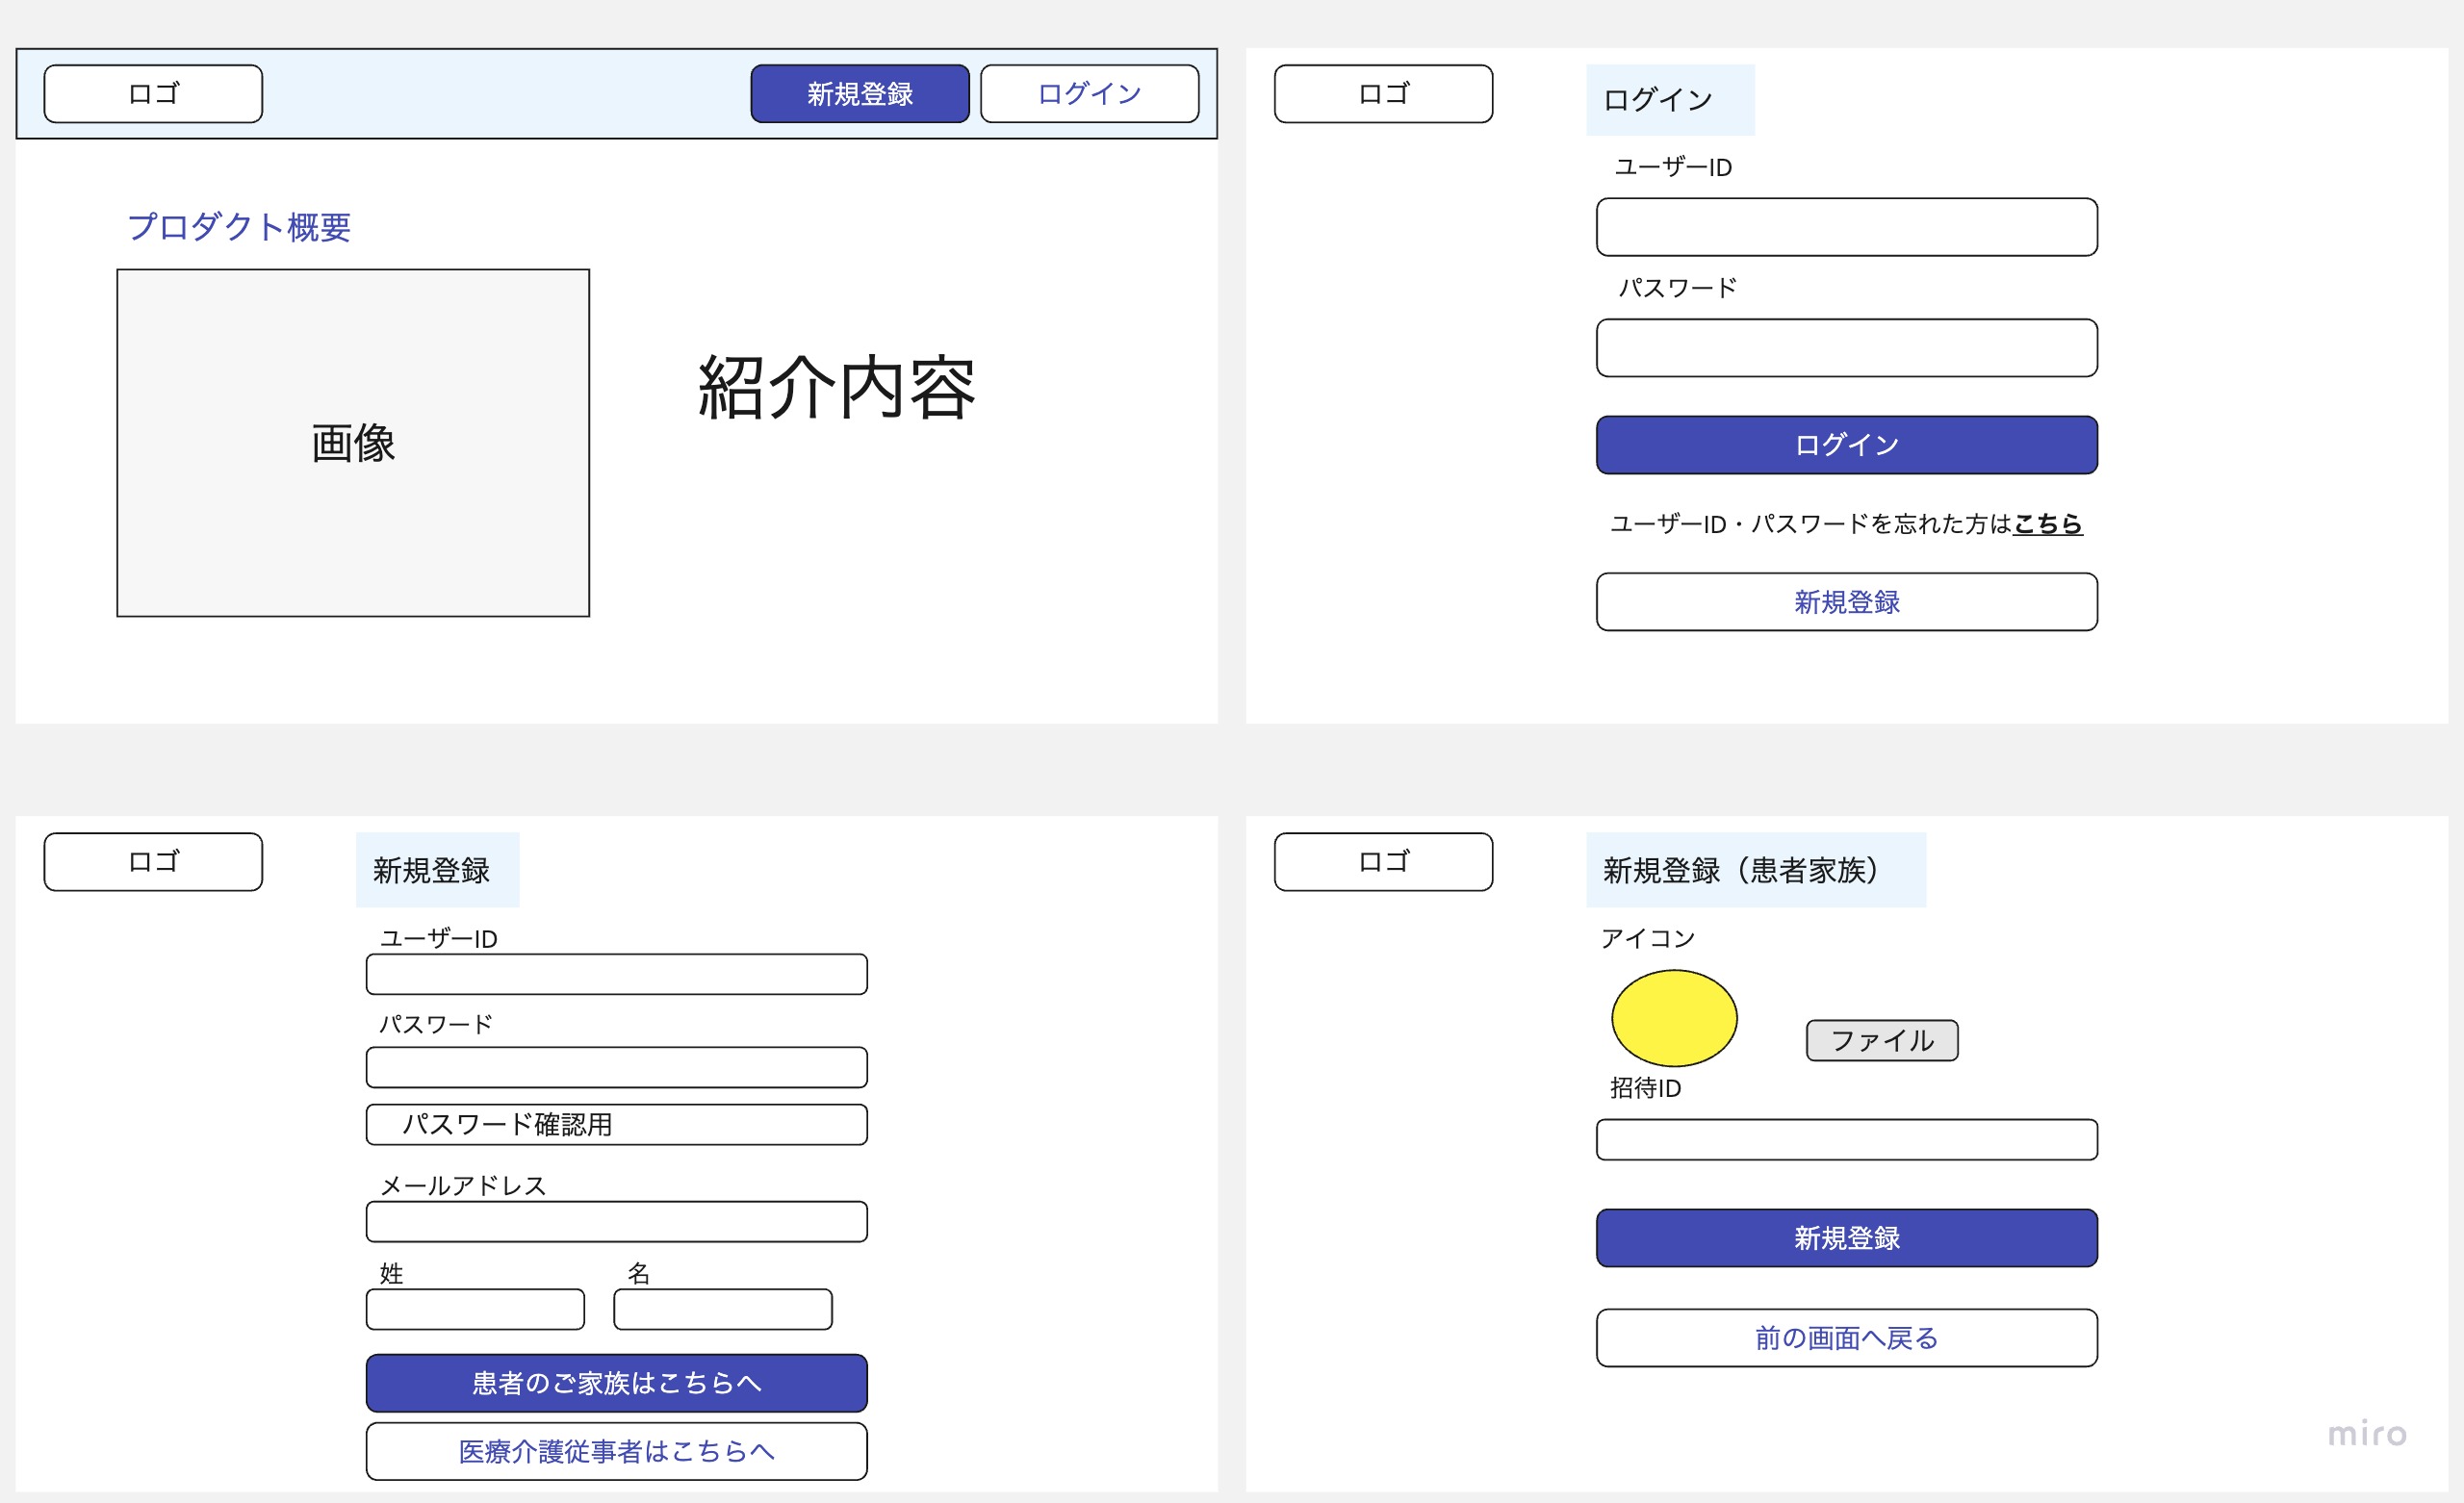 ロゴ
新規登録
ログイン
プロダクト概要
画像
紹介内容
ロゴ
ログイン
ユーザーID
パスワード
ログイン
ユーザーID・パスワードを忘れた方はこちら
新規登録
ロゴ
新規登録
ユーザーID
パスワード
パスワード確認用
メールアドレス
姓
名
患者のご家族はこちらへ
医療介護従事者はこちらへ
ロゴ
新規登録（患者家族）
アイコン
ファイル
招待ID
新規登録
前の画面へ戻る
miro